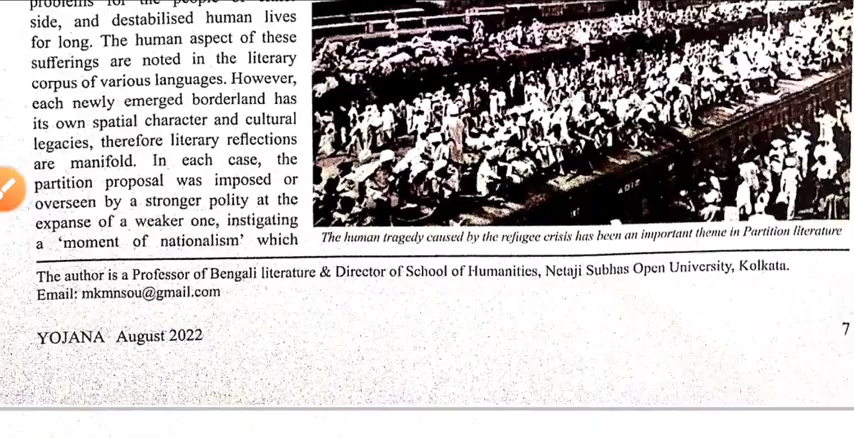 problems for the people
side, and destabilised human lives
for long. The human aspect of these
sufferings are noted in the literary
corpus of various languages. However,
each newly emerged borderland has
its own spatial character and cultural
legacies, therefore literary reflections
are manifold. In each case, the
partition proposal was imposed or
overseen by a stronger polity at the
expanse of a weaker one, instigating
a ‘moment of nationalism’ which
4012
The human tragedy caused by the refugee crisis has been an important theme in Partition literature
The author is a Professor of Bengali literature & Director of School of Humanities, Netaji Subhas Open University, Kolkata.
Email: mkmnsou@gmail.com
YOJANA August 2022
7